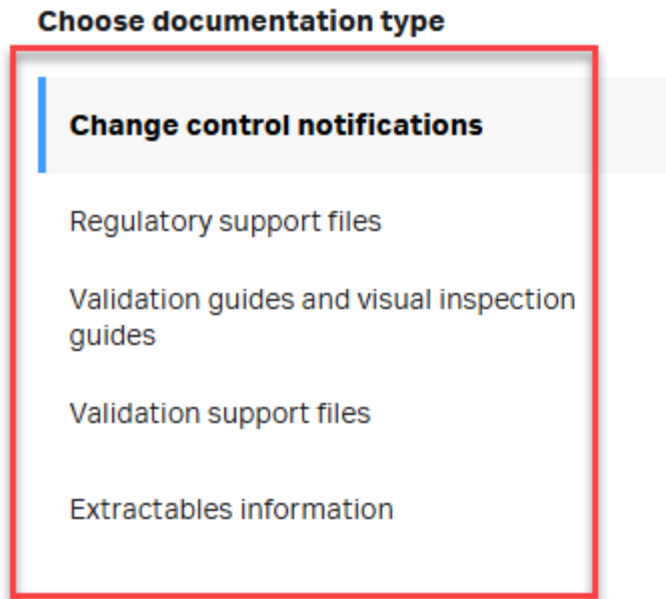 Choose documentation type
Change control notifications
Regulatory support files
Validation guides and visual inspection
guides
Validation support files
Extractables information